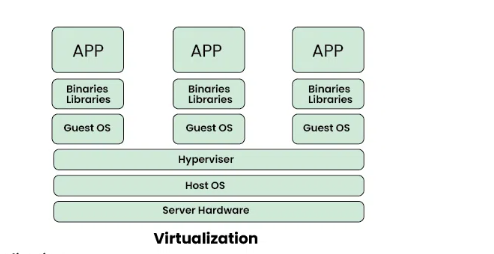 APP APP APP
Binaries Binaries Binaries
Libraries Libraries Libraries
Guest OS Guest OS Guest OS
Hyperviser
Host OS
Server Hardware
Virtualization